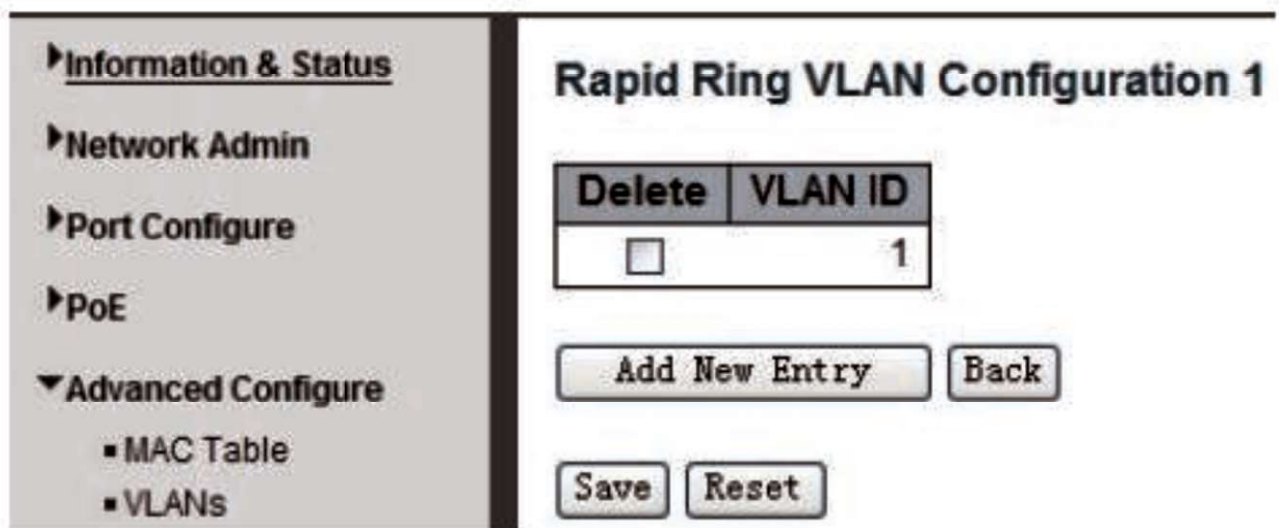 Information & Status
Network Admin
Port Configure
PoE
Advanced Configure
MAC Table
VLANs
Rapid Ring VLAN Configuration 1
Delete VLAN ID
1
Add New Entry Back
Save Reset